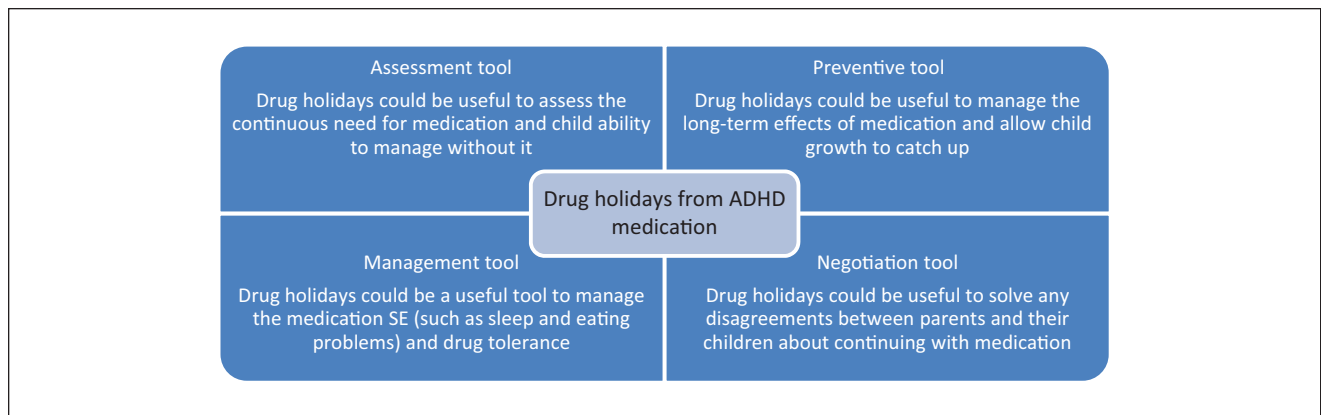 Assessment tool
Drug holidays could be useful to assess the
continuous need for medication and child ability
to manage without it
Preventive tool
Drug holidays could be useful to manage the
long-term effects of medication and allow child
growth to catch up
Drug holidays from ADHD
medication
Management tool
Drug holidays could be a useful tool to manage
the medication SE (such as sleep and eating
problems) and drug tolerance
Negotiation tool
Drug holidays could be useful to solve any
disagreements between parents and their
children about continuing with medication